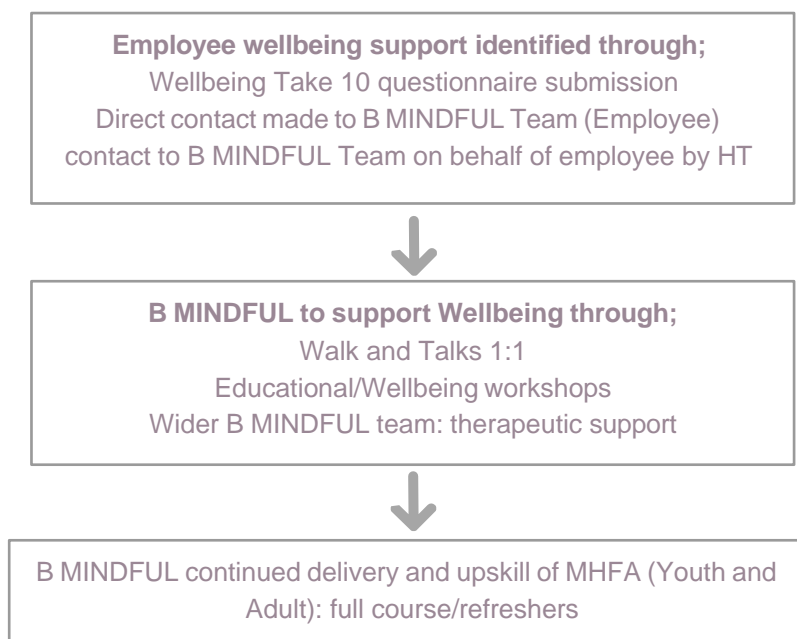 Employee wellbeing support identified through;
Wellbeing Take 10 questionnaire submission
Direct contact made to B MINDFUL Team (Employee)
contact to B MINDFUL Team on behalf of employee by HT
B MINDFUL to support Wellbeing through;
Walk and Talks 1:1
Educational/Wellbeing workshops
Wider B MINDFUL team: therapeutic support
B MINDFUL continued delivery and upskill of MHFA (Youth and
Adult): full course/refreshers